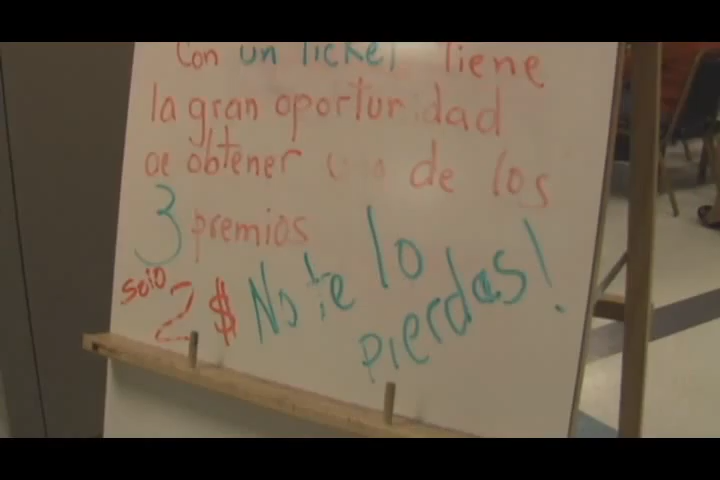 Con un Ticket Tiene
la gran oportunidad
de obtener uno de los
3 premios
solo 2 $ No te lo
pierdas!